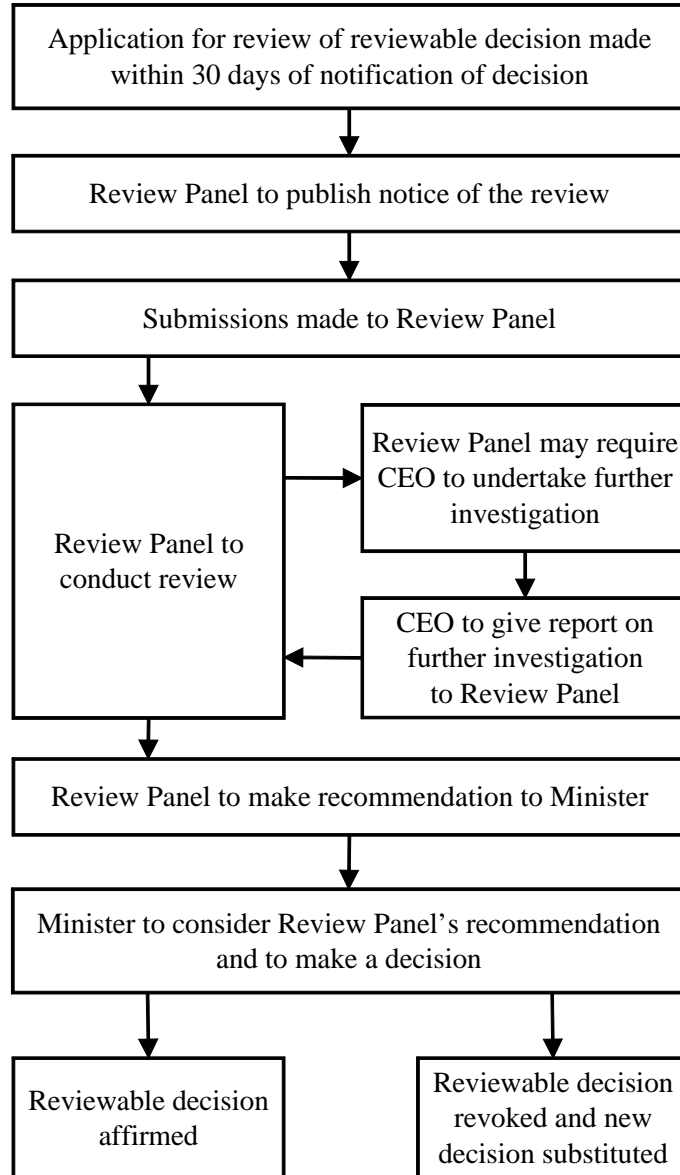 Application for review of reviewable decision made
within 30 days of notification of decision
Review Panel to publish notice of the review
Submissions made to Review Panel
Review Panel to
conduct review
Review Panel may require
CEO to undertake further
investigation
CEO to give report on
further investigation
to Review Panel
Review Panel to make recommendation to Minister
Minister to consider Review Panel’s recommendation
and to make a decision
Reviewable decision
affirmed
Reviewable decision
revoked and new
decision substituted